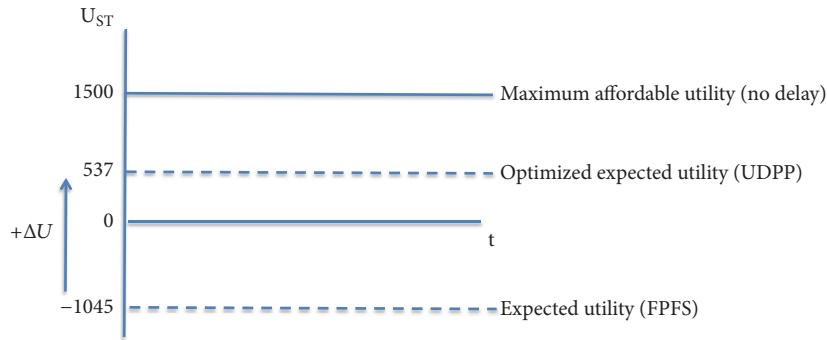 U_ST
1500
Maximum affordable utility (no delay)
537
Optimized expected utility (UDPP)
0
t
+ΔU
−1045
Expected utility (FPFS)